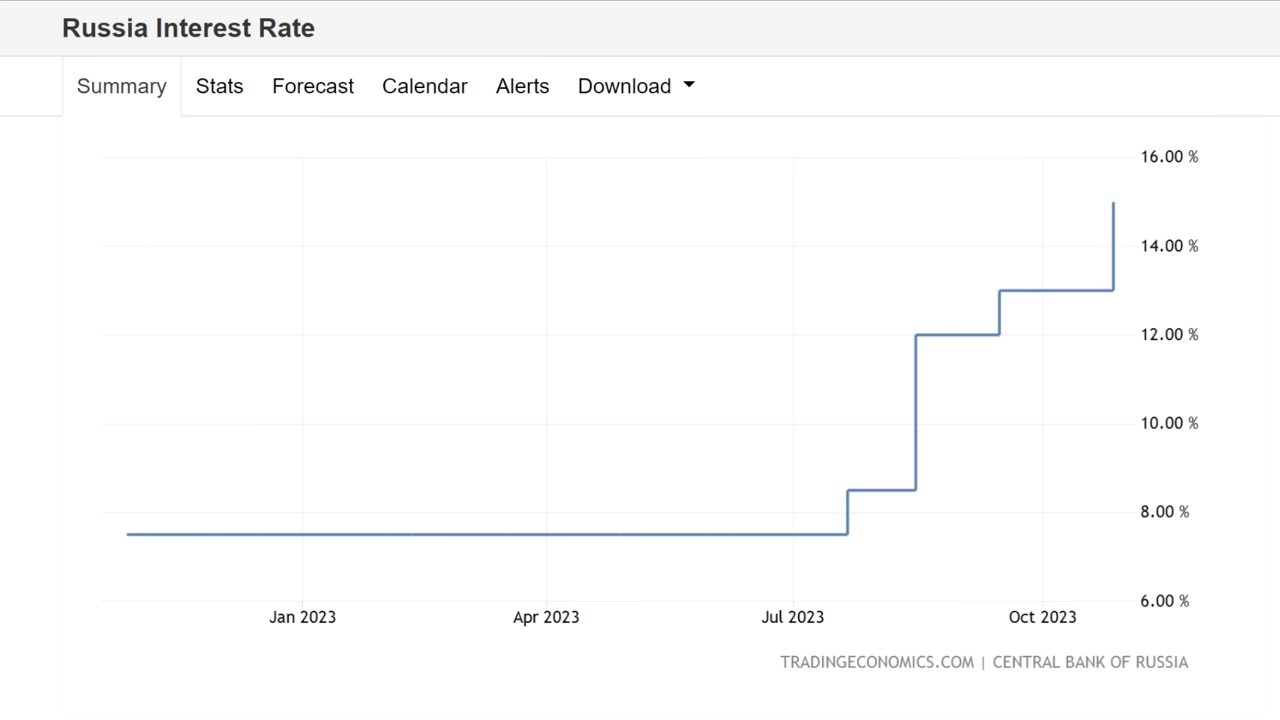 Russia Interest Rate
Summary Stats Forecast Calendar Alerts Download
16.00 %
14.00 %
12.00 %
10.00 %
8.00 %
6.00 %
Jan 2023 Apr 2023 Jul 2023 Oct 2023
TRADINGECONOMICS.COM | CENTRAL BANK OF RUSSIA